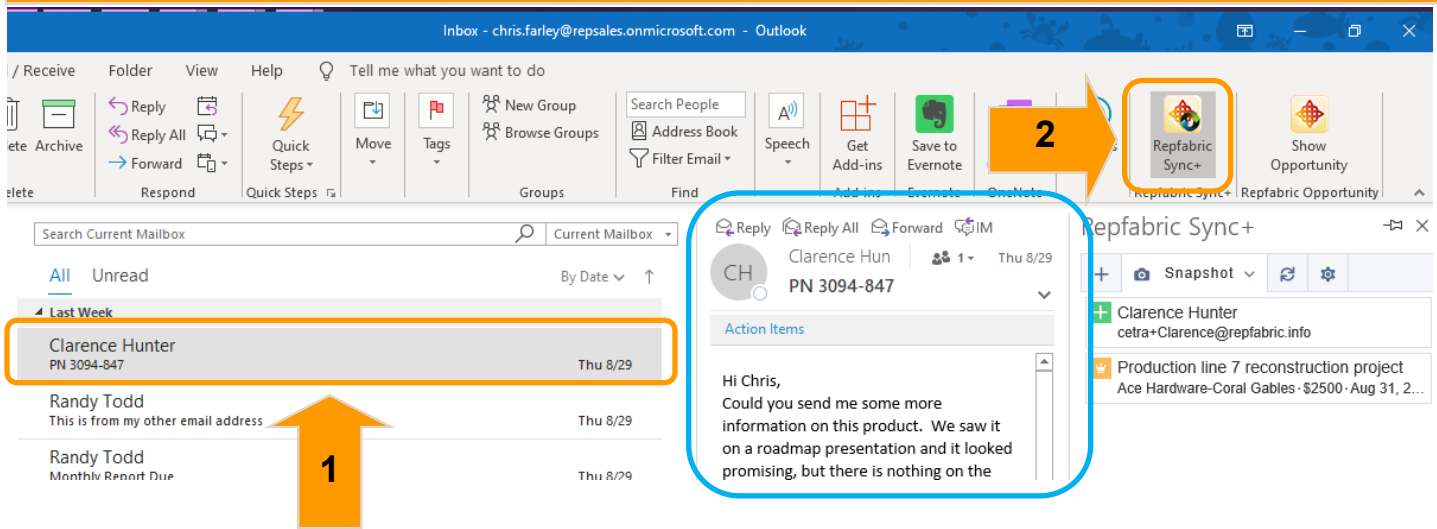 Inbox - chris.farley@repsales.onmicrosoft.com - Outlook
/ Receive Folder View Help Tell me what you want to do
Reply
Reply All
Forward
ete Archive
elete
Respond
Quick
Steps
Quick Steps
Move
Tags
New Group
Browse Groups
Groups
Search People
Address Book
Filter Email
Find
A
Speech
Get
Add-ins
Add-ins
Save to
Evernote
Evernote
OneNote
2
Repfabric
Sync+
Repfabric Sync+
Show
Opportunity
Repfabric Opportunity
Search Current Mailbox Current Mailbox
All Unread By Date
Last Week
Clarence Hunter
PN 3094-847 Thu 8/29
Randy Todd
This is from my other email address Thu 8/29
Randy Todd
Monthly Report Due Thu 8/29
1
Reply Reply All Forward IM
CH
Clarence Hun 1 Thu 8/29
PN 3094-847
Action Items
Hi Chris,
Could you send me some more
information on this product. We saw it
on a roadmap presentation and it looked
promising, but there is nothing on the
Repfabric Sync+
+ Snapshot
Clarence Hunter
cetra+Clarence@repfabric.info
Production line 7 reconstruction project
Ace Hardware-Coral Gables · $2500 · Aug 31, 2...